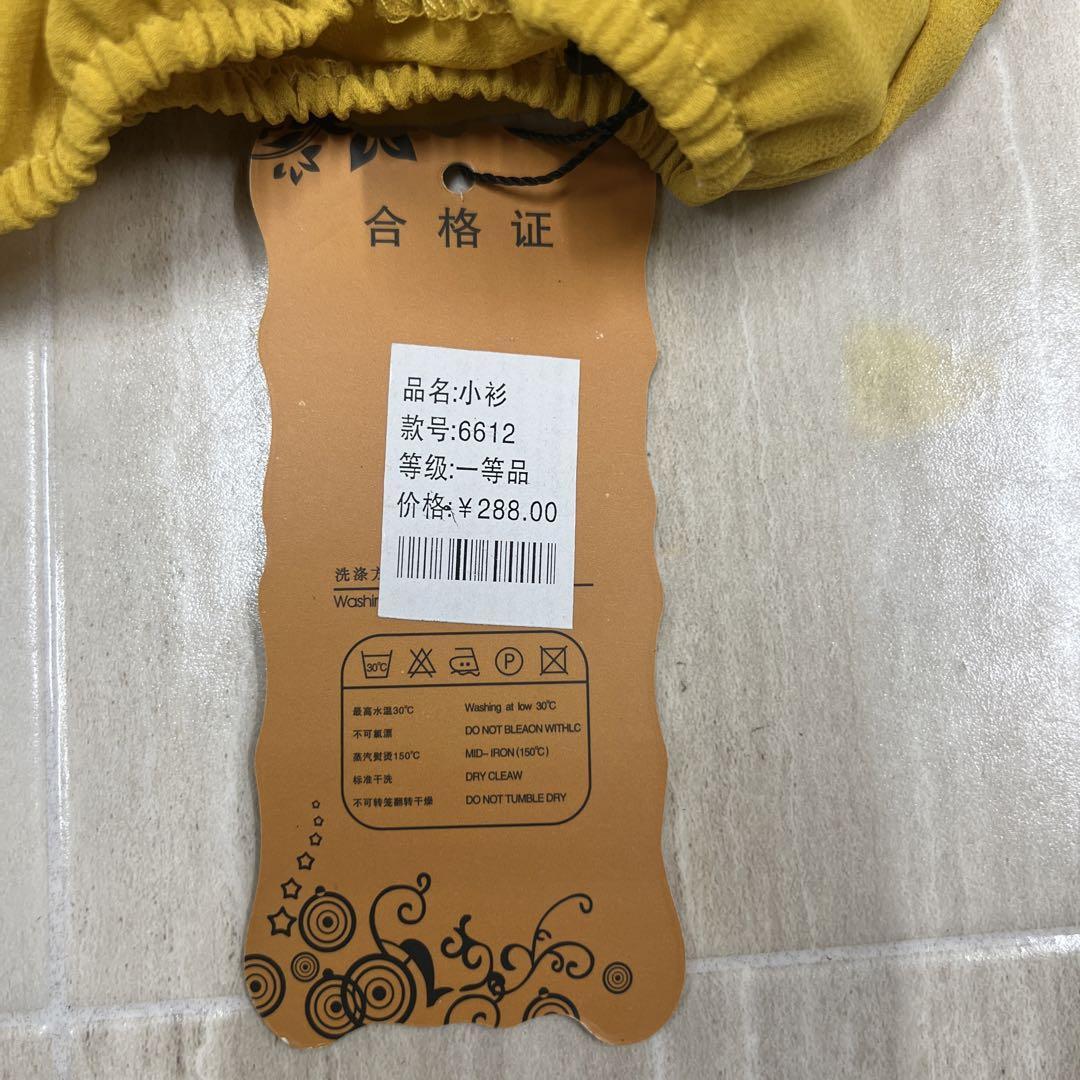 合格证
品名:小衫
款号:6612
等级:一等品
价格:￥288.00
洗涤方
Washin
30℃
P
最高水温30℃ Washing at low 30℃
不可氯漂 DO NOT BLEAON WITHLC
蒸汽熨烫150℃ MID-IRON (150℃)
标准干洗 DRY CLEAW
不可转笼翻转干燥 DO NOT TUMBLE DRY